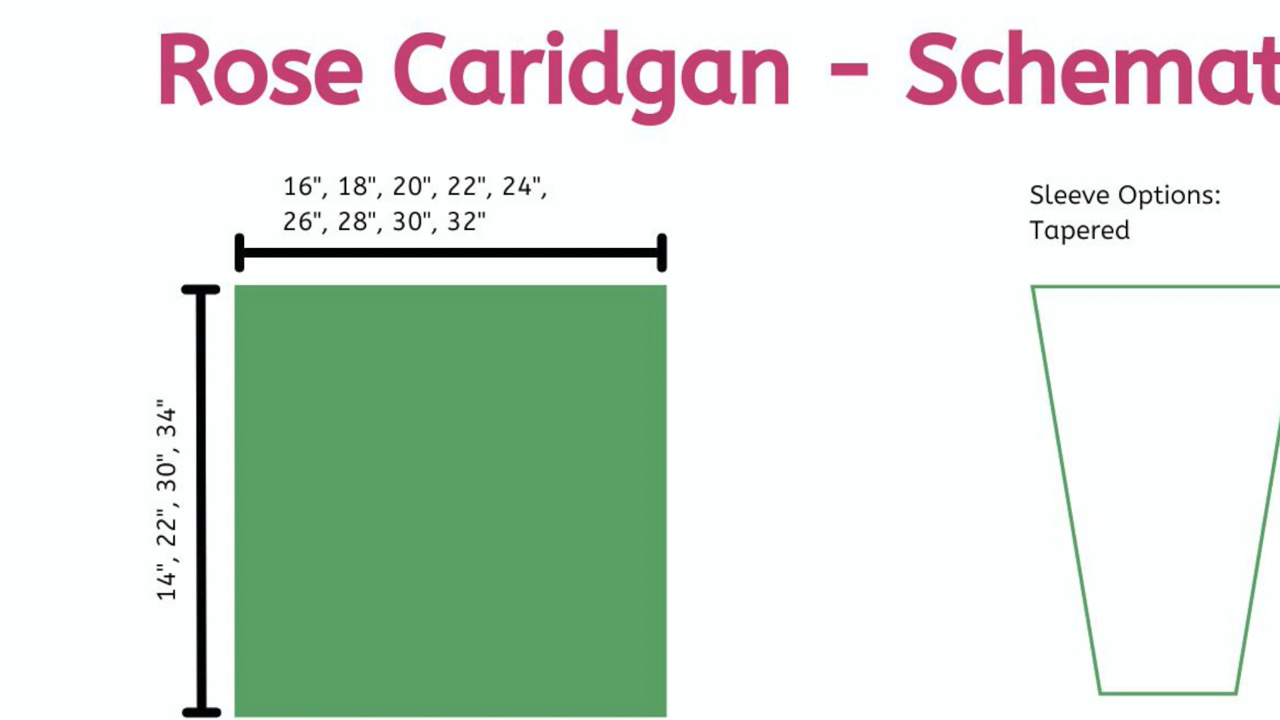 Rose Caridgan - Schemat
16", 18", 20", 22", 24",
26", 28", 30", 32"
14", 22", 30", 34"
Sleeve Options:
Tapered